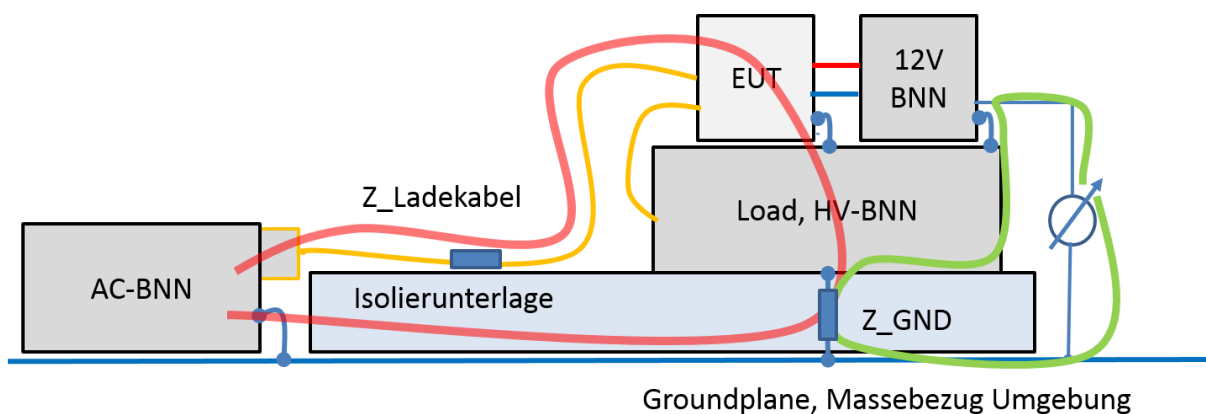 EUT
12V
BNN
Z_Ladekabel
Load, HV-BNN
AC-BNN
Isolierunterlage
Z_GND
Groundplane, Massebezug Umgebung